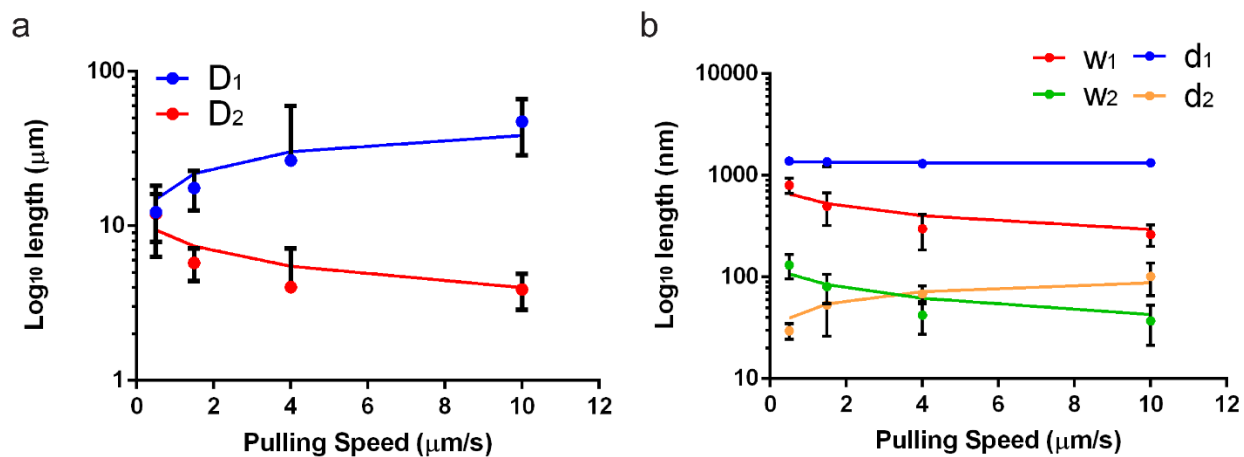 a
D₁
D₂
100
10
1
Log₁₀ length (μm)
0 2 4 6 8 10 12
Pulling Speed (μm/s)
b
w₁ d₁
w₂ d₂
10000
1000
100
10
Log₁₀ length (nm)
0 2 4 6 8 10 12
Pulling Speed (μm/s)